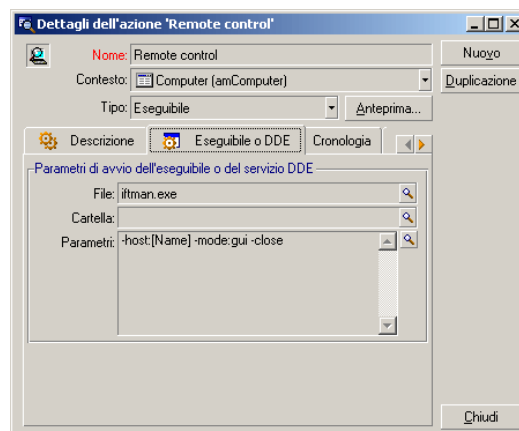 Dettagli dell'azione 'Remote control'
Nome: Remote control
Nuovo
Contesto: Computer (amComputer)
Duplicazione
Tipo: Eseguibile
Anteprima...
Descrizione
Eseguibile o DDE
Cronologia
Parametri di avvio dell'eseguibile o del servizio DDE
File: iftman.exe
Cartella:
Parametri: -host:[Name] -mode:gui -close
Chiudi